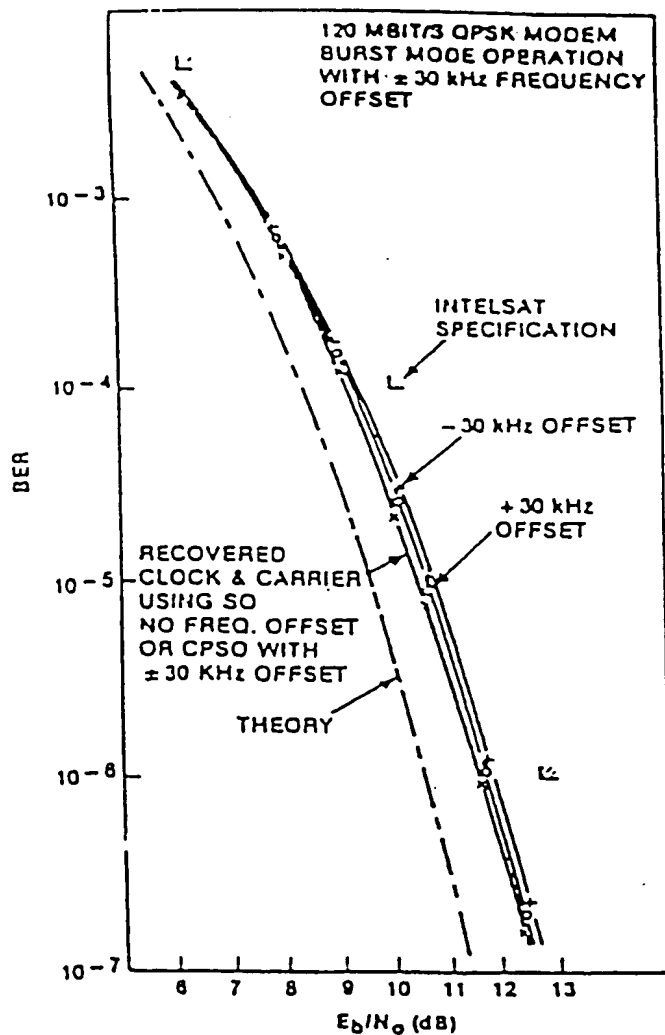 120 MBIT/S QPSK MODEM
BURST MODE OPERATION
WITH ± 30 kHz FREQUENCY
OFFSET
10−3
INTELSAT
SPECIFICATION
10−4
−30 kHz OFFSET
BER
+30 kHz
OFFSET
RECOVERED
CLOCK & CARRIER
USING SO
NO FREQ. OFFSET
OR CPSO WITH
± 30 KHz OFFSET
10−5
THEORY
10−6
10−7
6 7 8 9 10 11 12 13
Eb/No (dB)